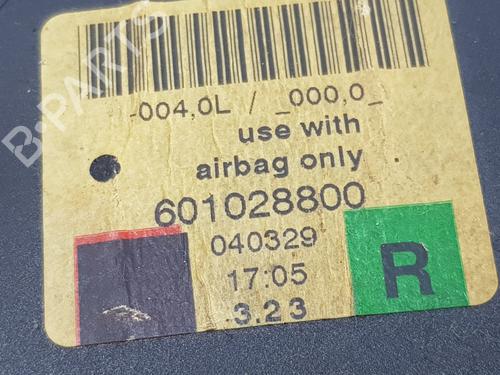 B-PARTS
-004,0L / _000,0_
use with
airbag only
601028800
040329
17:05
3.23
R